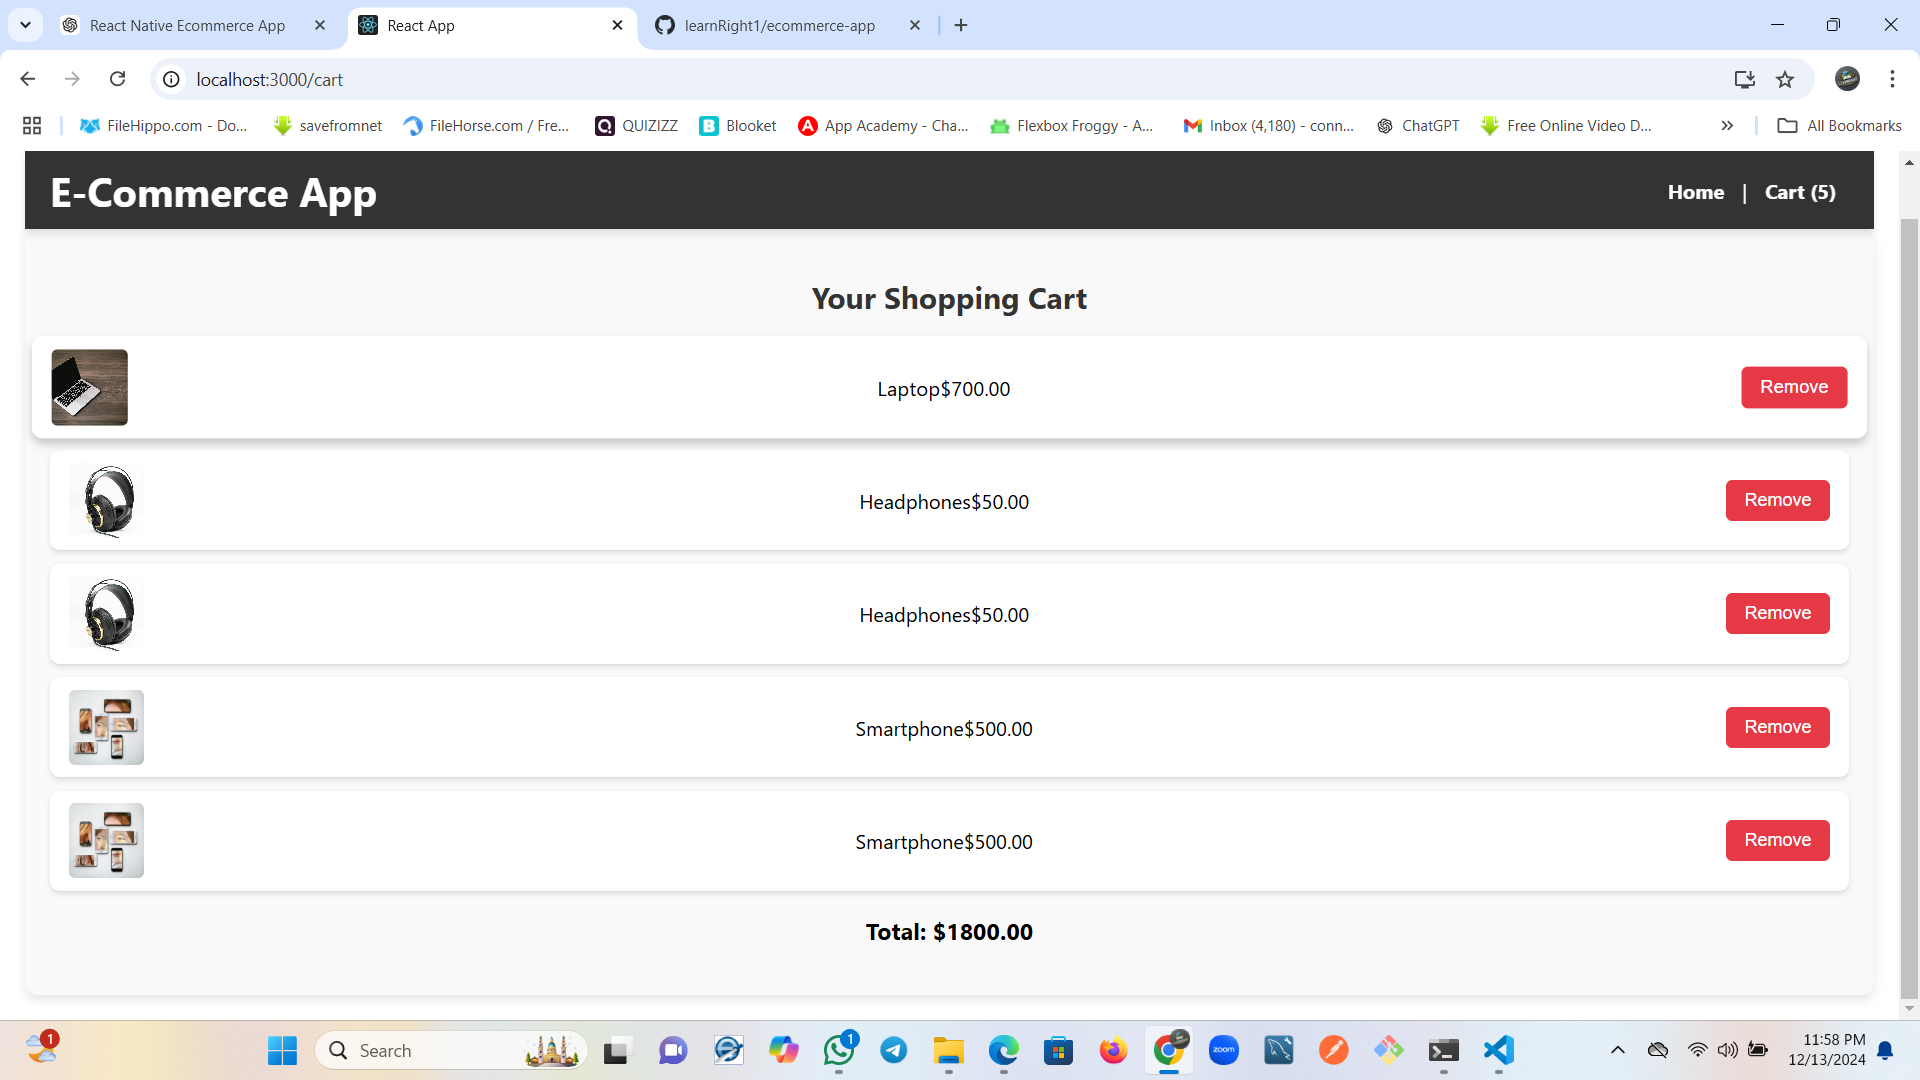 React Native Ecommerce App
React App
learnRight1/ecommerce-app
localhost:3000/cart
FileHippo.com - Do...
savefromnet
FileHorse.com / Fre...
QUIZIZZ
Blooket
App Academy - Cha...
Flexbox Froggy - A...
Inbox (4,180) - conn...
ChatGPT
Free Online Video D...
All Bookmarks
E-Commerce App
Home | Cart (5)
Your Shopping Cart
Laptop$700.00
Remove
Headphones$50.00
Remove
Headphones$50.00
Remove
Smartphone$500.00
Remove
Smartphone$500.00
Remove
Total: $1800.00
1
Search
1
zoom
11:58 PM
12/13/2024